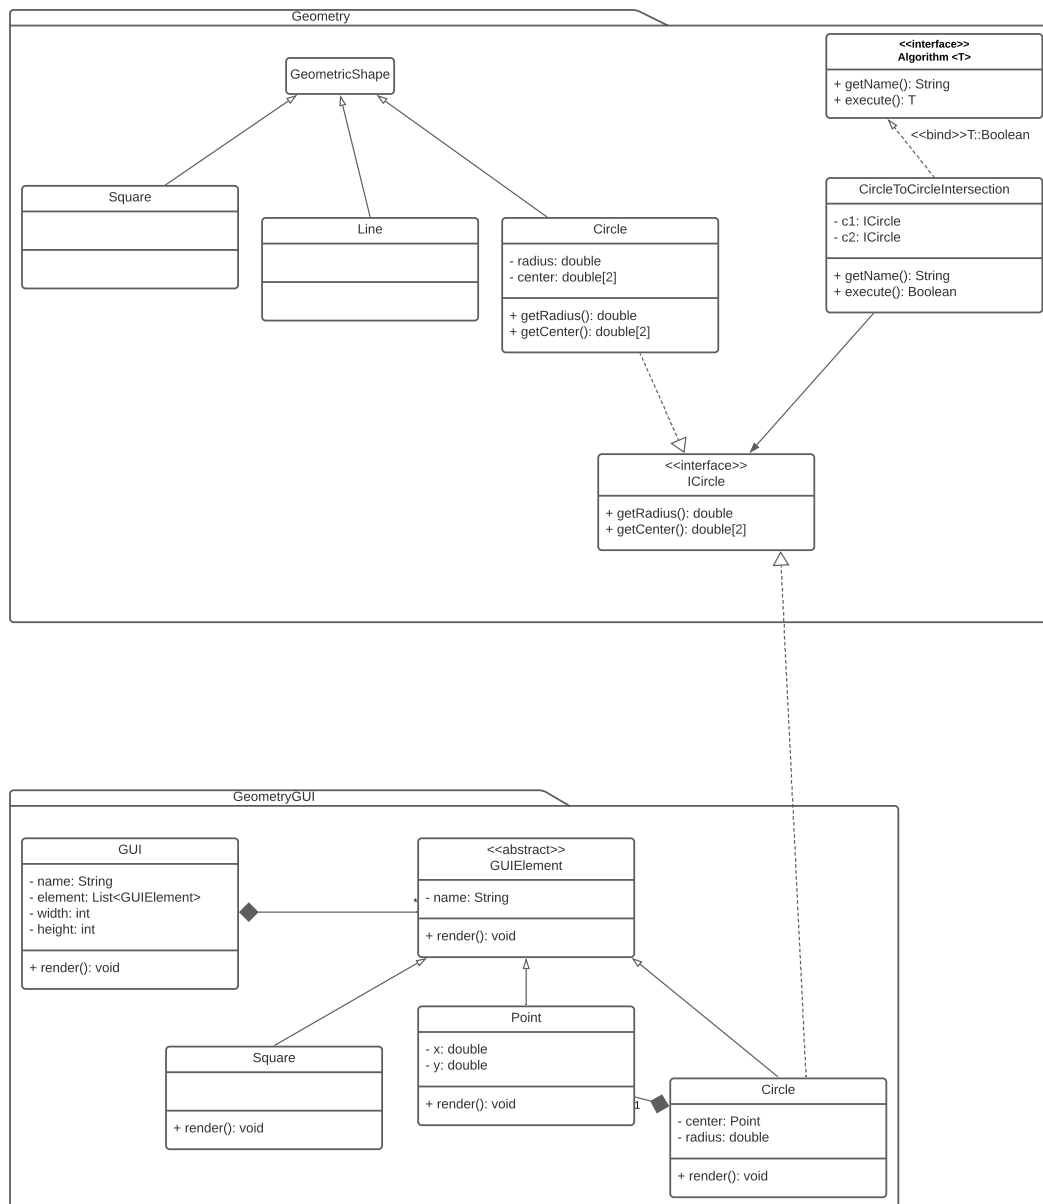 Geometry
GeometricShape
<<interface>>
Algorithm <T>
+ getName(): String
+ execute(): T
<<bind>>T::Boolean
Square
Line
Circle
- radius: double
- center: double[2]
+ getRadius(): double
+ getCenter(): double[2]
CircleToCircleIntersection
- c1: ICircle
- c2: ICircle
+ getName(): String
+ execute(): Boolean
<<interface>>
ICircle
+ getRadius(): double
+ getCenter(): double[2]
GeometryGUI
GUI
- name: String
- element: List<GUIElement>
- width: int
- height: int
+ render(): void
*
<<abstract>>
GUIElement
- name: String
+ render(): void
Square
+ render(): void
Point
- x: double
- y: double
+ render(): void
1
Circle
- center: Point
- radius: double
+ render(): void